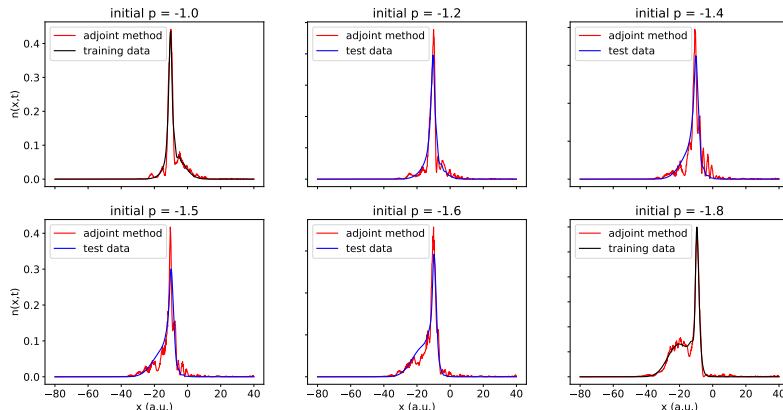 initial p = -1.0
adjoint method
training data
n(x,t)
0.4
0.3
0.2
0.1
0.0
initial p = -1.2
adjoint method
test data
initial p = -1.4
adjoint method
test data
initial p = -1.5
adjoint method
test data
n(x,t)
0.4
0.3
0.2
0.1
0.0
−80 −60 −40 −20 0 20 40
x (a.u.)
initial p = -1.6
adjoint method
test data
−80 −60 −40 −20 0 20 40
x (a.u.)
initial p = -1.8
adjoint method
training data
−80 −60 −40 −20 0 20 40
x (a.u.)